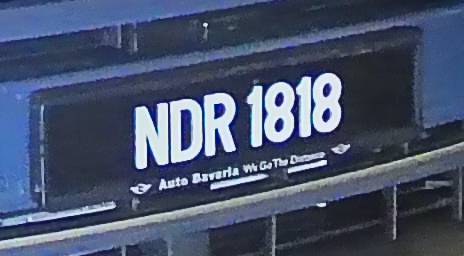 NDR 1818
Auto Bavaria We Go The Distance